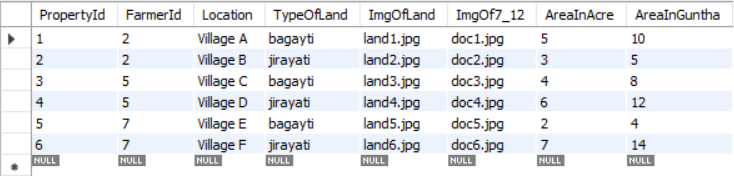 PropertyId FarmerId Location TypeOfLand ImgOfLand ImgOf7_12 AreaInAcre AreaInGuntha
1 2 Village A bagayti land1.jpg doc1.jpg 5 10
2 2 Village B jirayati land2.jpg doc2.jpg 3 5
3 5 Village C bagayti land3.jpg doc3.jpg 4 8
4 5 Village D jirayati land4.jpg doc4.jpg 6 12
5 7 Village E bagayti land5.jpg doc5.jpg 2 4
6 7 Village F jirayati land6.jpg doc6.jpg 7 14
NULL NULL NULL NULL NULL NULL NULL NULL